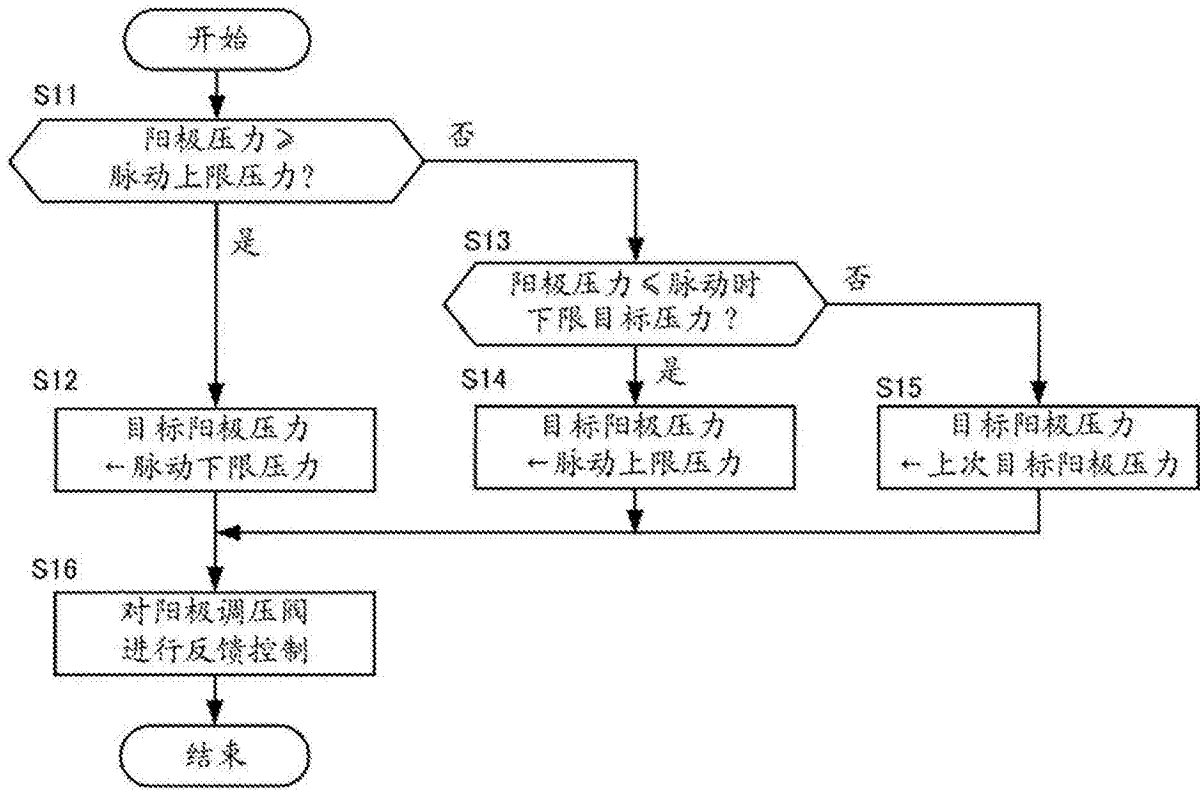 开始
S11
阳极压力≥
脉动上限压力?
否
是
S13
阳极压力≤脉动时
下限目标压力?
否
是
S12
目标阳极压力
←脉动下限压力
S14
目标阳极压力
←脉动上限压力
S15
目标阳极压力
←上次目标阳极压力
S16
对阳极调压阀
进行反馈控制
结束